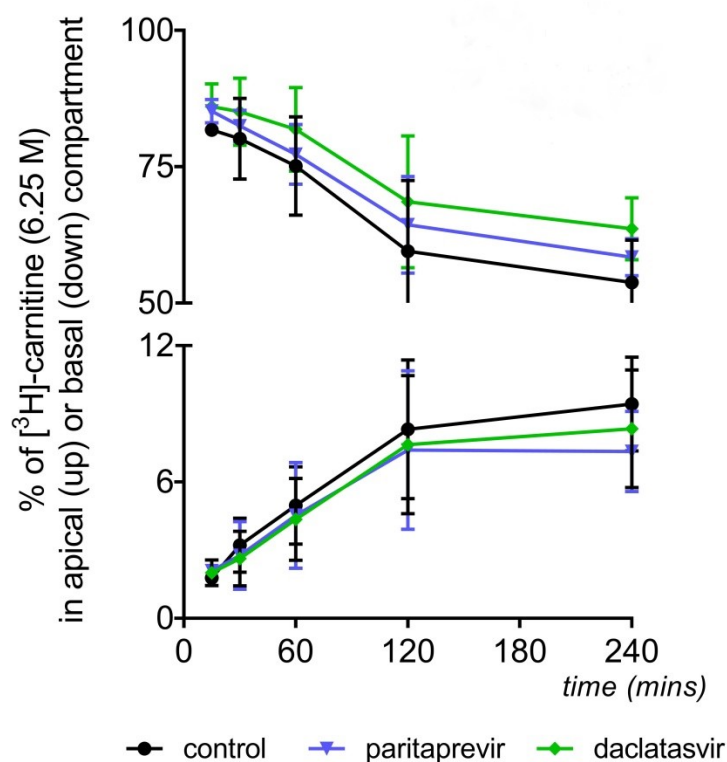 % of [³H]-carnitine (6.25 M)
in apical (up) or basal (down) compartment
100
75
50
12
6
0
0 60 120 180 240
time (mins)
control paritaprevir daclatasvir